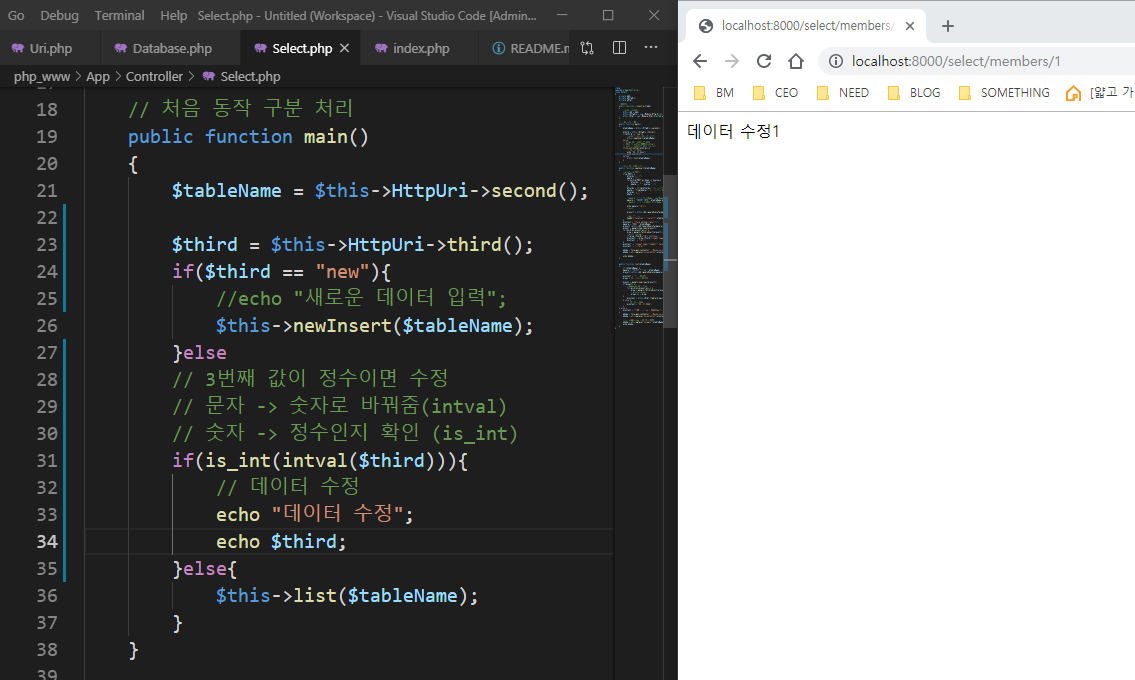 Go Debug Terminal Help Select.php - Untitled (Workspace) - Visual Studio Code [Admin...
Uri.php Database.php Select.php index.php README.m
php_www > App > Controller > Select.php
18 // 처음 동작 구분 처리
19 public function main()
20 {
21 $tableName = $this->HttpUri->second();
22
23 $third = $this->HttpUri->third();
24 if($third == "new"){
25 //echo "새로운 데이터 입력";
26 $this->newInsert($tableName);
27 }else
28 // 3번째 값이 정수이면 수정
29 // 문자 -> 숫자로 바꿔줌(intval)
30 // 숫자 -> 정수인지 확인 (is_int)
31 if(is_int(intval($third))){
32 // 데이터 수정
33 echo "데이터 수정";
34 echo $third;
35 }else{
36 $this->list($tableName);
37 }
38 }
39
localhost:8000/select/members/
localhost:8000/select/members/1
BM CEO NEED BLOG SOMETHING [얇고 가
데이터 수정1